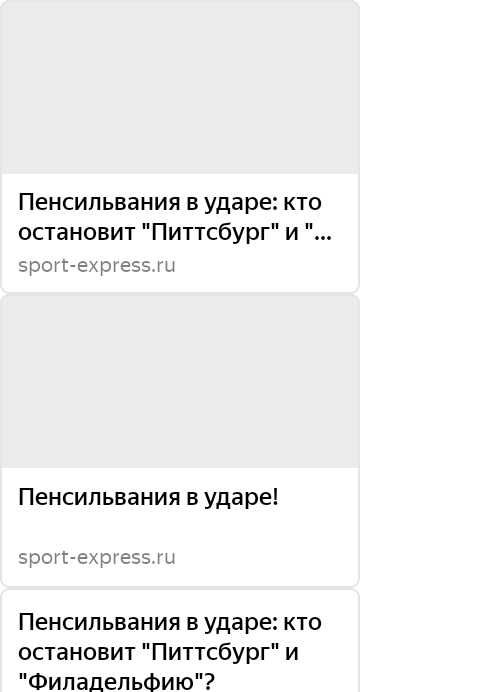 Пенсильвания в ударе: кто
остановит "Питтсбург" и "...
sport-express.ru
Пенсильвания в ударе!
sport-express.ru
Пенсильвания в ударе: кто
остановит "Питтсбург" и
"Филадельфию"?